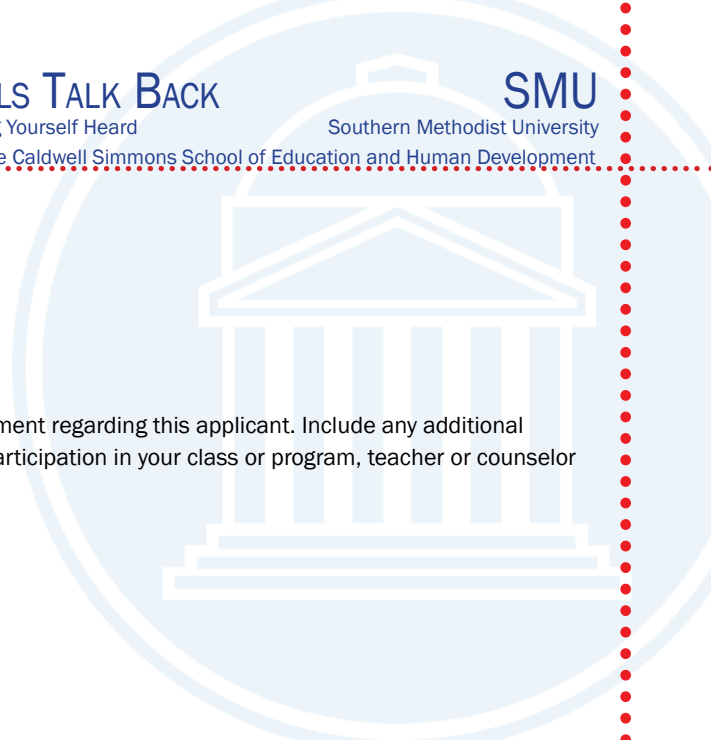 LS TALK BACK
SMU
g Yourself Heard
Southern Methodist University
e Caldwell Simmons School of Education and Human Development
ment regarding this applicant. Include any additional
articipation in your class or program, teacher or counselor